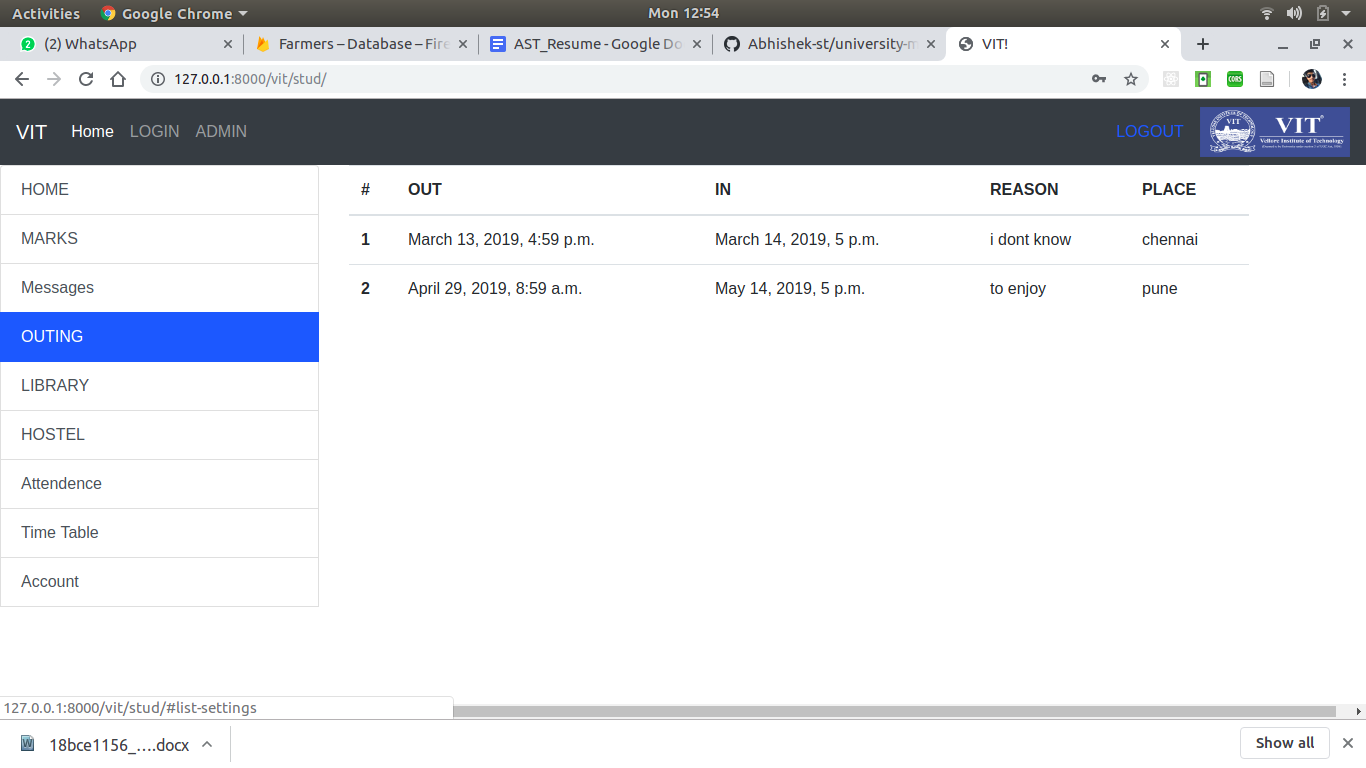 Activities Google Chrome Mon 12:54
(2) WhatsApp Farmers – Database – Fire AST_Resume - Google Do Abhishek-st/university-m VIT!
127.0.0.1:8000/vit/stud/ CORS
VIT Home LOGIN ADMIN LOGOUT VIT VIT
Vellore Institute of Technology
HOME
MARKS
Messages
OUTING
LIBRARY
HOSTEL
Attendence
Time Table
Account
# OUT IN REASON PLACE
1 March 13, 2019, 4:59 p.m. March 14, 2019, 5 p.m. i dont know chennai
2 April 29, 2019, 8:59 a.m. May 14, 2019, 5 p.m. to enjoy pune
127.0.0.1:8000/vit/stud/#list-settings
18bce1156_....docx Show all